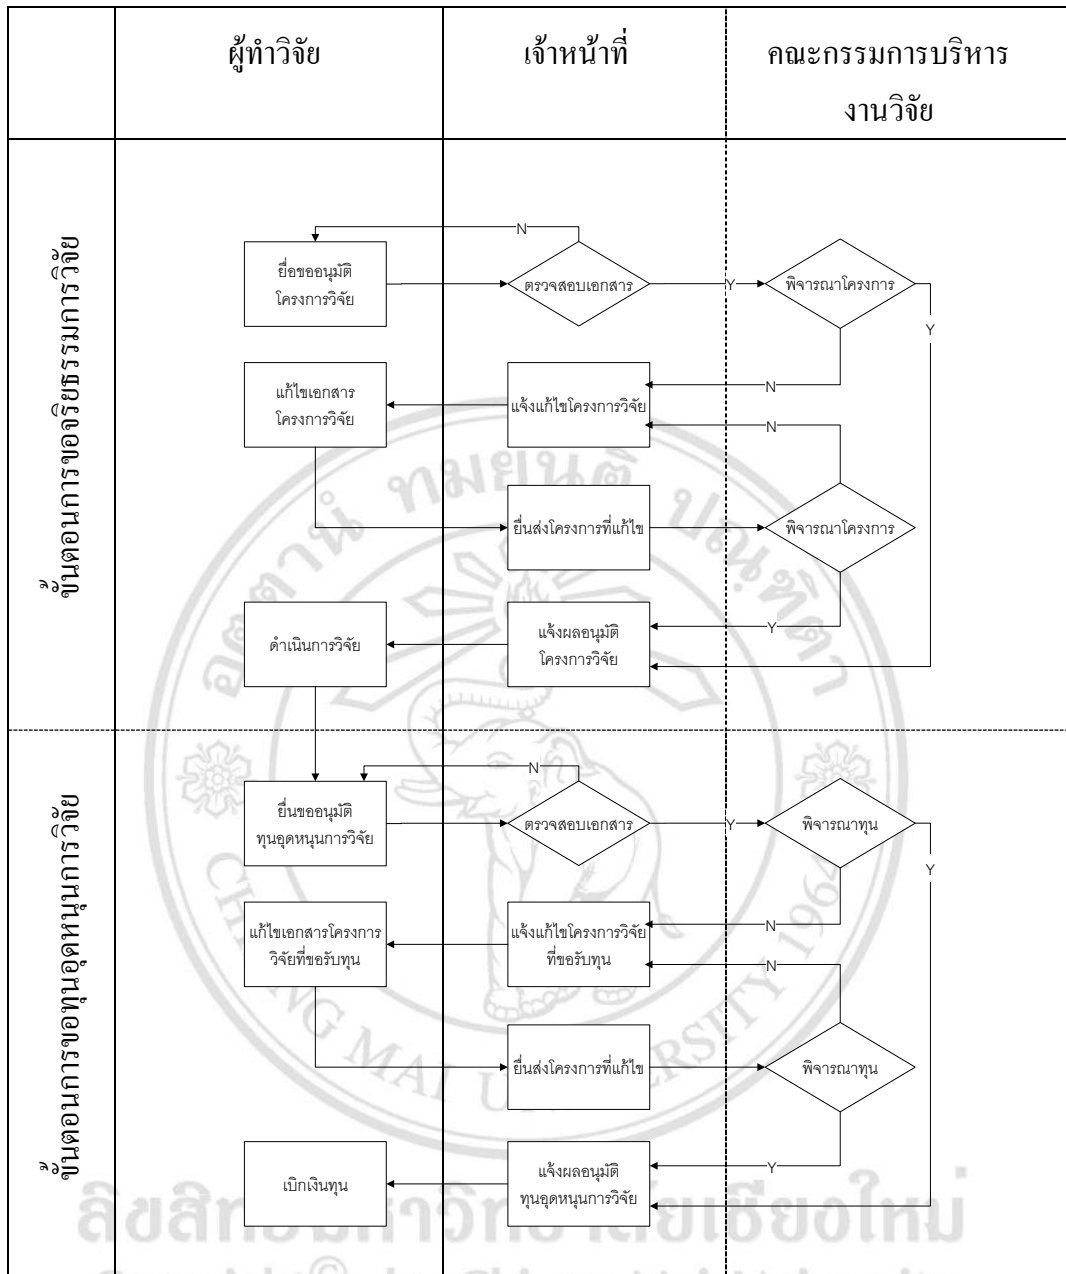 ผู้ทำวิจัย
เจ้าหน้าที่
คณะกรรมการบริหาร
งานวิจัย
ขั้นตอนการขอจริยธรรมการวิจัย
N
ยื่อขออนุมัติ
โครงการวิจัย
ตรวจสอบเอกสาร
Y
พิจารณาโครงการ
Y
แก้ไขเอกสาร
โครงการวิจัย
แจ้งแก้ไขโครงการวิจัย
N
N
ยื่นส่งโครงการที่แก้ไข
พิจารณาโครงการ
ดำเนินการวิจัย
แจ้งผลอนุมัติ
โครงการวิจัย
Y
ขั้นตอนการขอทุนอุดหนุนการวิจัย
N
ยื่นขออนุมัติ
ทุนอุดหนุนการวิจัย
ตรวจสอบเอกสาร
Y
พิจารณาทุน
Y
แก้ไขเอกสารโครงการ
วิจัยที่ขอรับทุน
แจ้งแก้ไขโครงการวิจัย
ที่ขอรับทุน
N
N
ยื่นส่งโครงการที่แก้ไข
พิจารณาทุน
เบิกเงินทุน
แจ้งผลอนุมัติ
ทุนอุดหนุนการวิจัย
Y
อตฺตานํ ทมยนฺติ ปณฺฑิตา